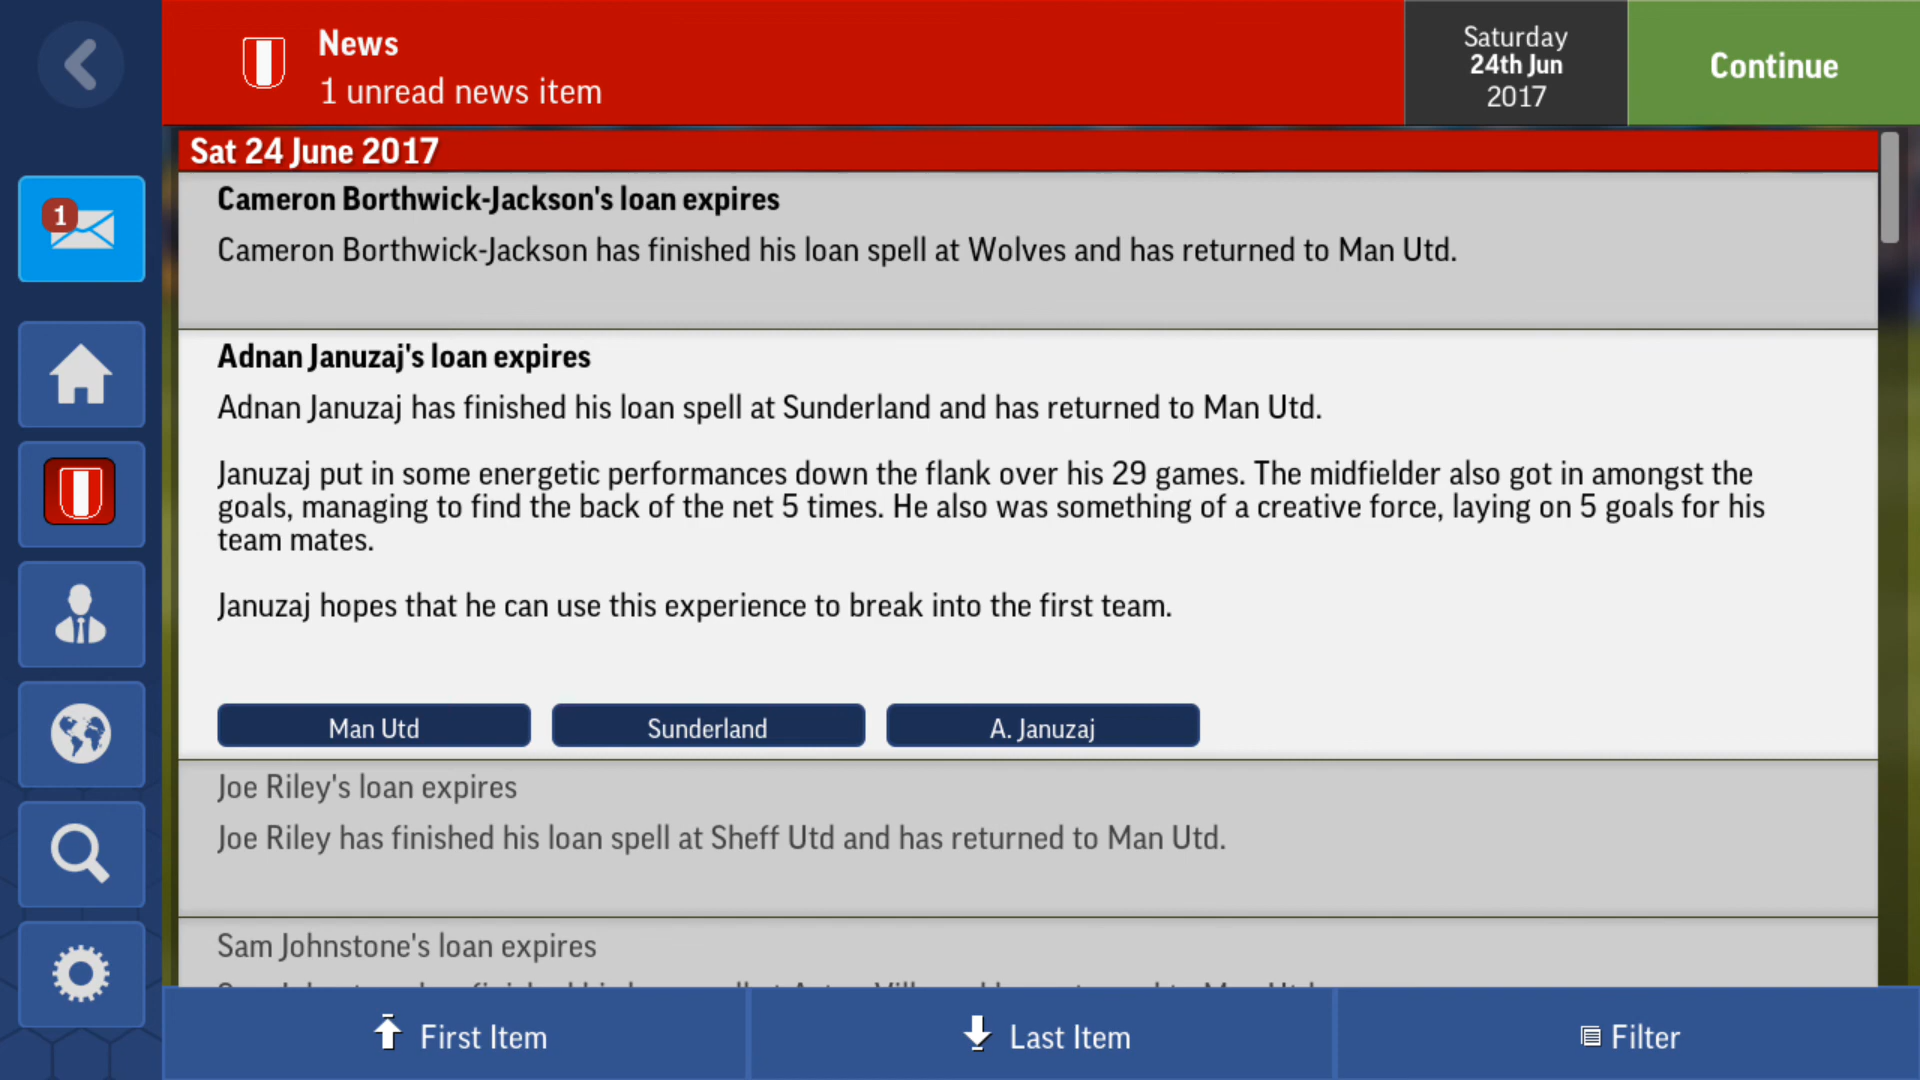 News
1 unread news item
Saturday
24th Jun
2017
Continue
Sat 24 June 2017
1
Cameron Borthwick-Jackson's loan expires
Cameron Borthwick-Jackson has finished his loan spell at Wolves and has returned to Man Utd.
Adnan Januzaj's loan expires
Adnan Januzaj has finished his loan spell at Sunderland and has returned to Man Utd.
Januzaj put in some energetic performances down the flank over his 29 games. The midfielder also got in amongst the
goals, managing to find the back of the net 5 times. He also was something of a creative force, laying on 5 goals for his
team mates.
Januzaj hopes that he can use this experience to break into the first team.
Man Utd
Sunderland
A. Januzaj
Joe Riley's loan expires
Joe Riley has finished his loan spell at Sheff Utd and has returned to Man Utd.
Sam Johnstone's loan expires
First Item
Last Item
Filter